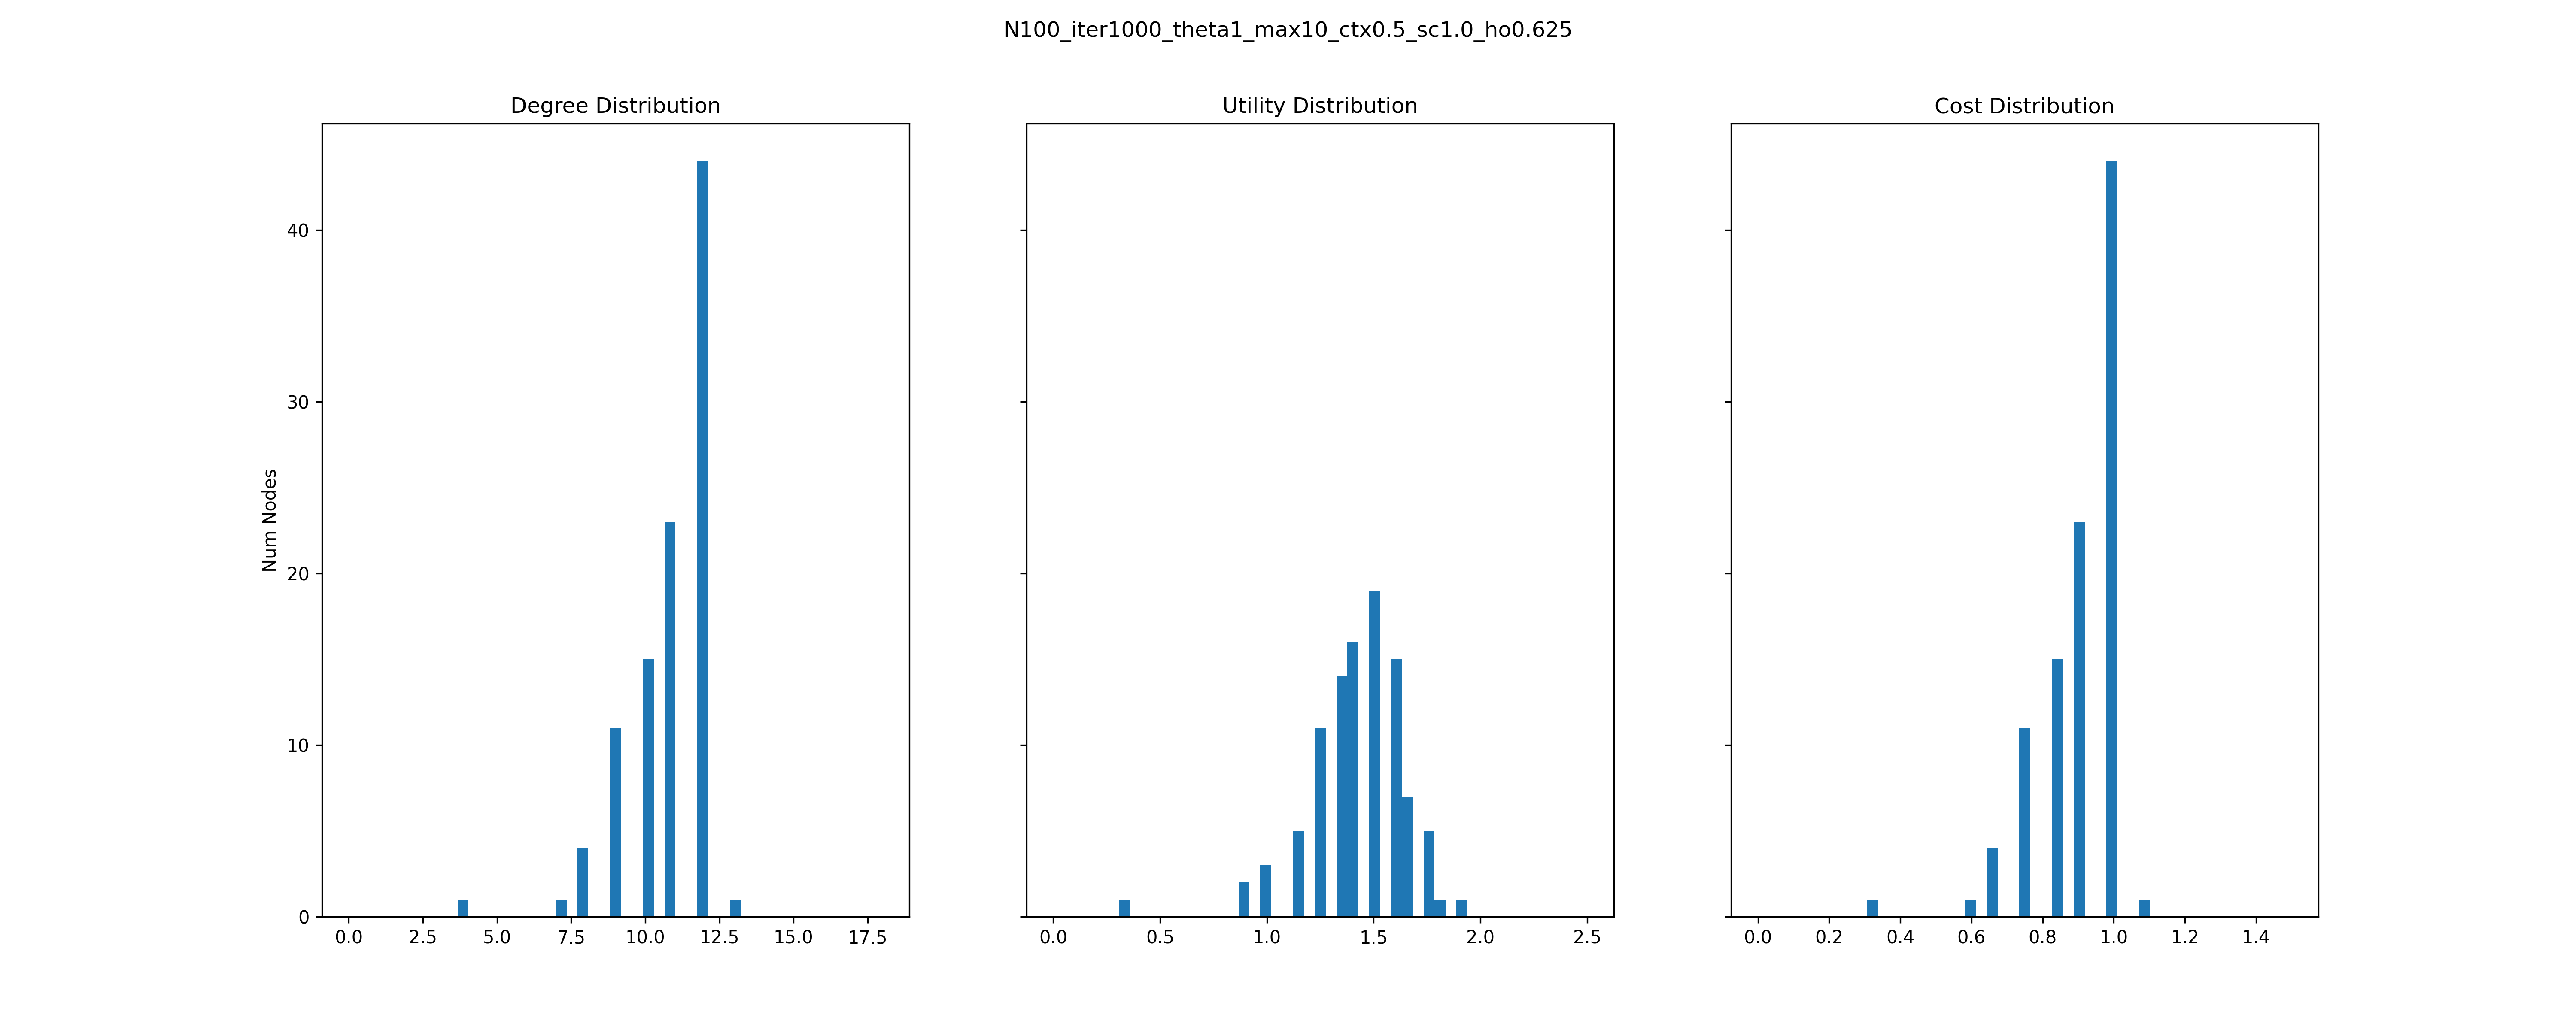 N100_iter1000_theta1_max10_ctx0.5_sc1.0_ho0.625
Degree Distribution
Num Nodes
40
30
20
10
0
0.0 2.5 5.0 7.5 10.0 12.5 15.0 17.5
Utility Distribution
0.0 0.5 1.0 1.5 2.0 2.5
Cost Distribution
0.0 0.2 0.4 0.6 0.8 1.0 1.2 1.4